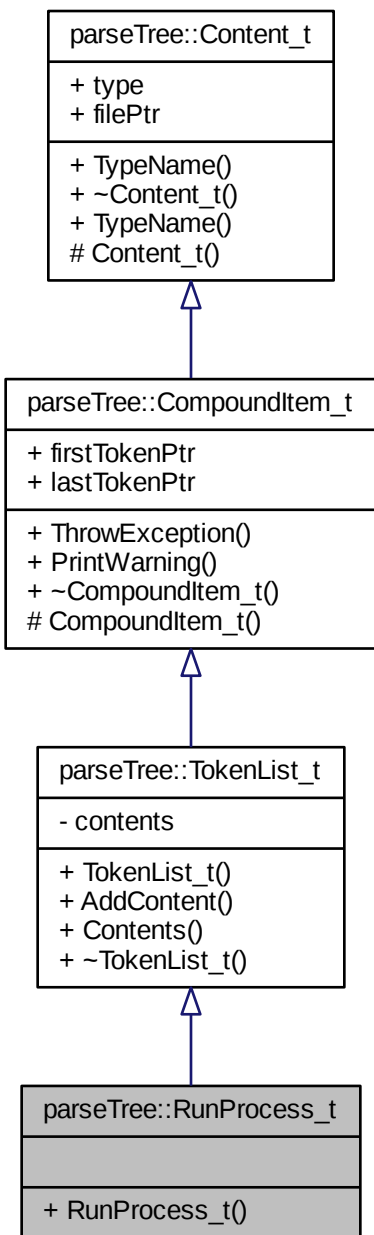 parseTree::Content_t
+ type
+ filePtr
+ TypeName()
+ ~Content_t()
+ TypeName()
# Content_t()
parseTree::CompoundItem_t
+ firstTokenPtr
+ lastTokenPtr
+ ThrowException()
+ PrintWarning()
+ ~CompoundItem_t()
# CompoundItem_t()
parseTree::TokenList_t
- contents
+ TokenList_t()
+ AddContent()
+ Contents()
+ ~TokenList_t()
parseTree::RunProcess_t
+ RunProcess_t()